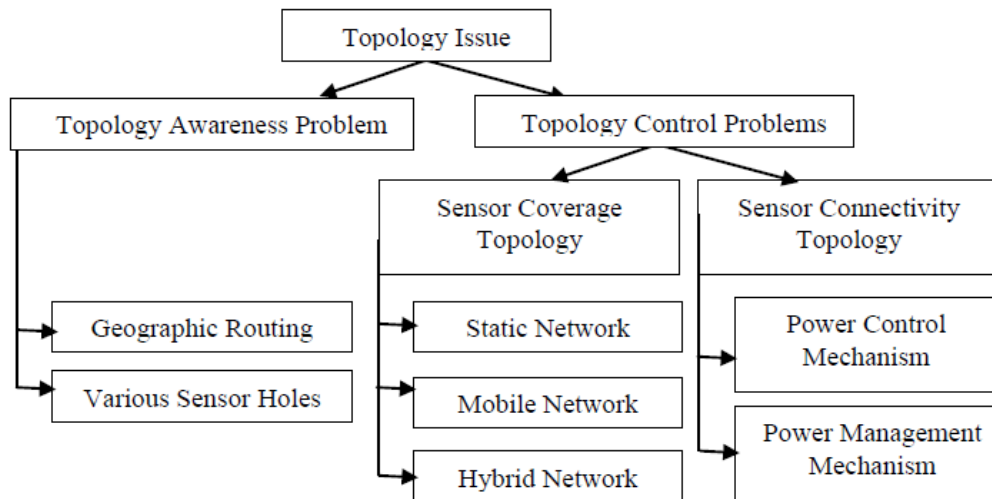 Topology Issue
Topology Awareness Problem
Topology Control Problems
Sensor Coverage
Topology
Sensor Connectivity
Topology
Geographic Routing
Various Sensor Holes
Static Network
Mobile Network
Hybrid Network
Power Control
Mechanism
Power Management
Mechanism